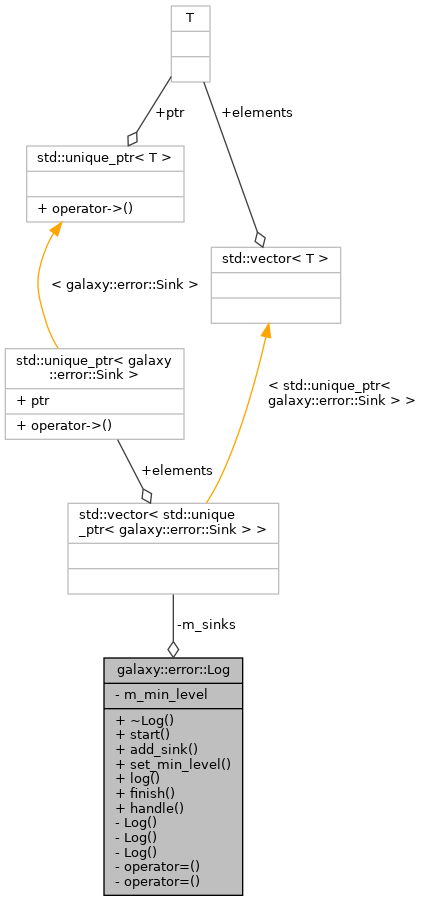 T
+ptr
+elements
std::unique_ptr< T >
+ operator->()
std::vector< T >
< galaxy::error::Sink >
std::unique_ptr< galaxy
::error::Sink >
+ ptr
+ operator->()
< std::unique_ptr<
galaxy::error::Sink > >
+elements
std::vector< std::unique
_ptr< galaxy::error::Sink > >
-m_sinks
galaxy::error::Log
- m_min_level
+ ~Log()
+ start()
+ add_sink()
+ set_min_level()
+ log()
+ finish()
+ handle()
- Log()
- Log()
- Log()
- operator=()
- operator=()